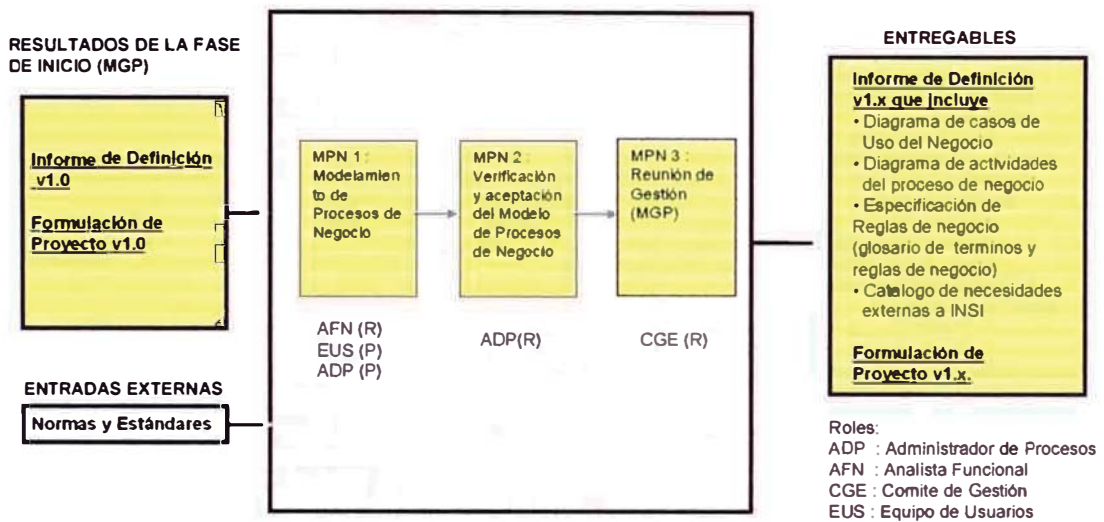 RESULTADOS DE LA FASE
DE INICIO (MGP)
Informe de Definición
v1.0
Formulación de
Proyecto v1.0
ENTRADAS EXTERNAS
Normas y Estándares
MPN 1 :
Modelamien
to de
Procesos de
Negocio
AFN (R)
EUS (P)
ADP (P)
MPN 2 :
Verificación
y aceptación
del Modelo
de Procesos
de Negocio
ADP(R)
MPN 3 :
Reunión de
Gestión
(MGP)
CGE (R)
ENTREGABLES
Informe de Definición
v1.x que incluye
• Diagrama de casos de
Uso del Negocio
• Diagrama de actividades
del proceso de negocio
• Especificación de
Reglas de negocio
(glosario de terminos y
reglas de negocio)
• Catalogo de necesidades
externas a INSI
Formulación de
Proyecto v1.x.
Roles:
ADP : Administrador de Procesos
AFN : Analista Funcional
CGE : Comite de Gestión
EUS : Equipo de Usuarios